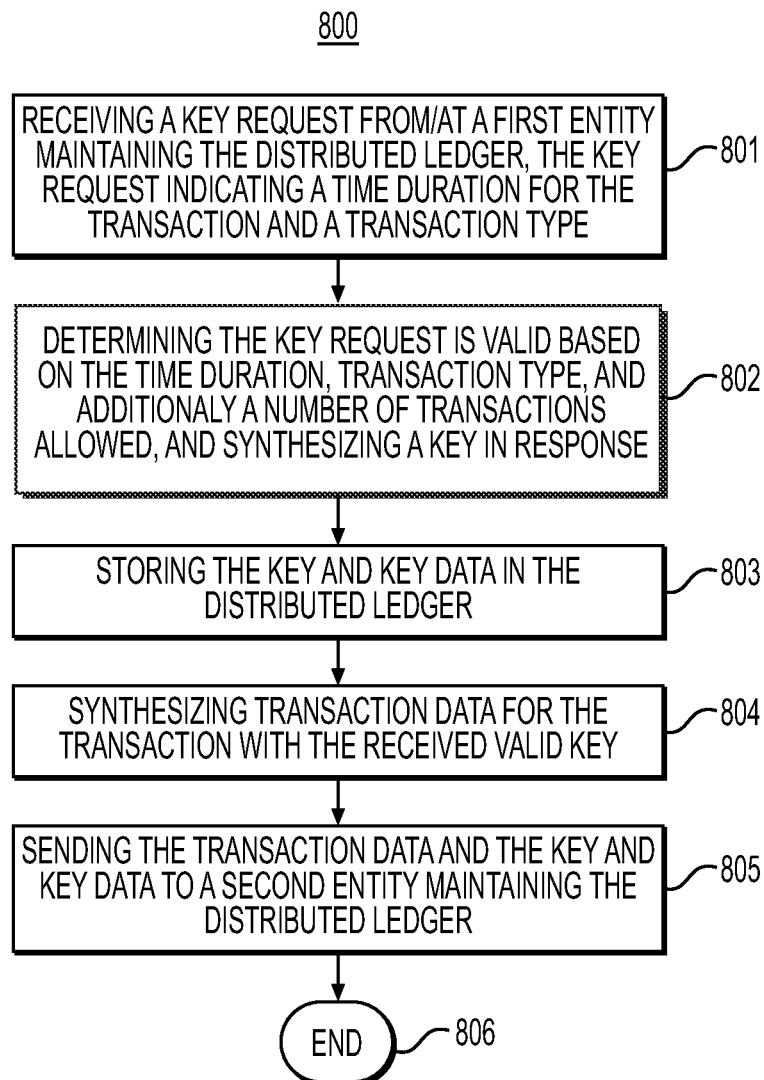 800
RECEIVING A KEY REQUEST FROM/AT A FIRST ENTITY
MAINTAINING THE DISTRIBUTED LEDGER, THE KEY
REQUEST INDICATING A TIME DURATION FOR THE
TRANSACTION AND A TRANSACTION TYPE
801
DETERMINING THE KEY REQUEST IS VALID BASED
ON THE TIME DURATION, TRANSACTION TYPE, AND
ADDITIONALY A NUMBER OF TRANSACTIONS
ALLOWED, AND SYNTHESIZING A KEY IN RESPONSE
802
STORING THE KEY AND KEY DATA IN THE
DISTRIBUTED LEDGER
803
SYNTHESIZING TRANSACTION DATA FOR THE
TRANSACTION WITH THE RECEIVED VALID KEY
804
SENDING THE TRANSACTION DATA AND THE KEY AND
KEY DATA TO A SECOND ENTITY MAINTAINING THE
DISTRIBUTED LEDGER
805
END
806